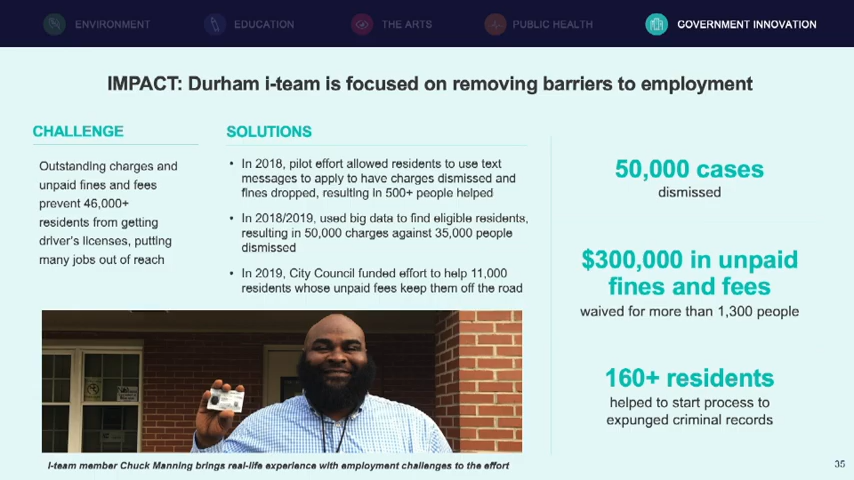 ENVIRONMENT
EDUCATION
THE ARTS
PUBLIC HEALTH
GOVERNMENT INNOVATION
IMPACT: Durham i-team is focused on removing barriers to employment
CHALLENGE
Outstanding charges and
unpaid fines and fees
prevent 46,000+
residents from getting
driver's licenses, putting
many jobs out of reach
SOLUTIONS
• In 2018, pilot effort allowed residents to use text
messages to apply to have charges dismissed and
fines dropped, resulting in 500+ people helped
• In 2018/2019, used big data to find eligible residents,
resulting in 50,000 charges against 35,000 people
dismissed
• In 2019, City Council funded effort to help 11,000
residents whose unpaid fees keep them off the road
50,000 cases
dismissed
$300,000 in unpaid
fines and fees
waived for more than 1,300 people
160+ residents
helped to start process to
expunged criminal records
I-team member Chuck Manning brings real-life experience with employment challenges to the effort
35